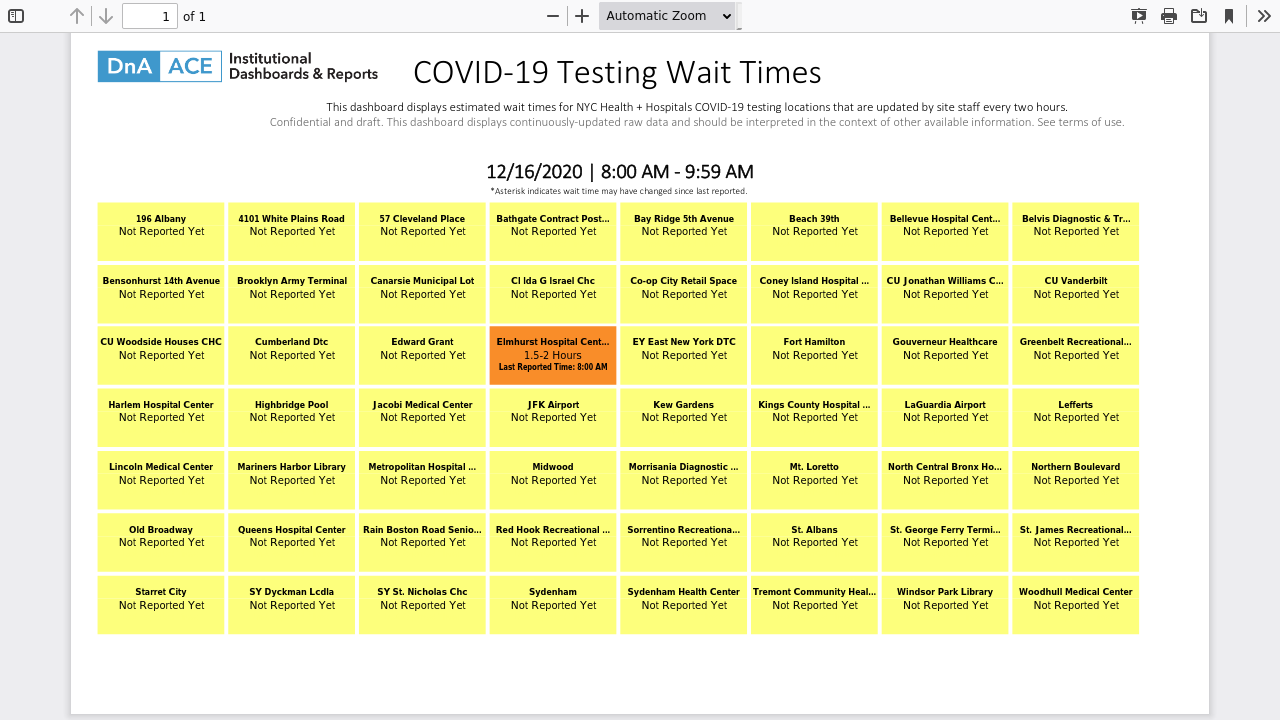 1 of 1 Automatic Zoom
DnA ACE Institutional
Dashboards & Reports
COVID-19 Testing Wait Times
This dashboard displays estimated wait times for NYC Health + Hospitals COVID-19 testing locations that are updated by site staff every two hours.
Confidential and draft. This dashboard displays continuously-updated raw data and should be interpreted in the context of other available information. See terms of use.
12/16/2020 | 8:00 AM - 9:59 AM
*Asterisk indicates wait time may have changed since last reported.
196 Albany 4101 White Plains Road 57 Cleveland Place Bathgate Contract Post... Bay Ridge 5th Avenue Beach 39th Bellevue Hospital Cent... Belvis Diagnostic & Tr...
Not Reported Yet Not Reported Yet Not Reported Yet Not Reported Yet Not Reported Yet Not Reported Yet Not Reported Yet Not Reported Yet
Bensonhurst 14th Avenue Brooklyn Army Terminal Canarsie Municipal Lot Cl Ida G Israel Chc Co-op City Retail Space Coney Island Hospital ... CU Jonathan Williams C... CU Vanderbilt
Not Reported Yet Not Reported Yet Not Reported Yet Not Reported Yet Not Reported Yet Not Reported Yet Not Reported Yet Not Reported Yet
CU Woodside Houses CHC Cumberland Dtc Edward Grant Elmhurst Hospital Cent... EY East New York DTC Fort Hamilton Gouverneur Healthcare Greenbelt Recreational...
Not Reported Yet Not Reported Yet Not Reported Yet 1.5-2 Hours Not Reported Yet Not Reported Yet Not Reported Yet Not Reported Yet
Last Reported Time: 8:00 AM
Harlem Hospital Center Highbridge Pool Jacobi Medical Center JFK Airport Kew Gardens Kings County Hospital ... LaGuardia Airport Lefferts
Not Reported Yet Not Reported Yet Not Reported Yet Not Reported Yet Not Reported Yet Not Reported Yet Not Reported Yet Not Reported Yet
Lincoln Medical Center Mariners Harbor Library Metropolitan Hospital ... Midwood Morrisania Diagnostic ... Mt. Loretto North Central Bronx Ho... Northern Boulevard
Not Reported Yet Not Reported Yet Not Reported Yet Not Reported Yet Not Reported Yet Not Reported Yet Not Reported Yet Not Reported Yet
Old Broadway Queens Hospital Center Rain Boston Road Senio... Red Hook Recreational ... Sorrentino Recreationa... St. Albans St. George Ferry Termi... St. James Recreational...
Not Reported Yet Not Reported Yet Not Reported Yet Not Reported Yet Not Reported Yet Not Reported Yet Not Reported Yet Not Reported Yet
Starret City SY Dyckman Lcdla SY St. Nicholas Chc Sydenham Sydenham Health Center Tremont Community Heal... Windsor Park Library Woodhull Medical Center
Not Reported Yet Not Reported Yet Not Reported Yet Not Reported Yet Not Reported Yet Not Reported Yet Not Reported Yet Not Reported Yet